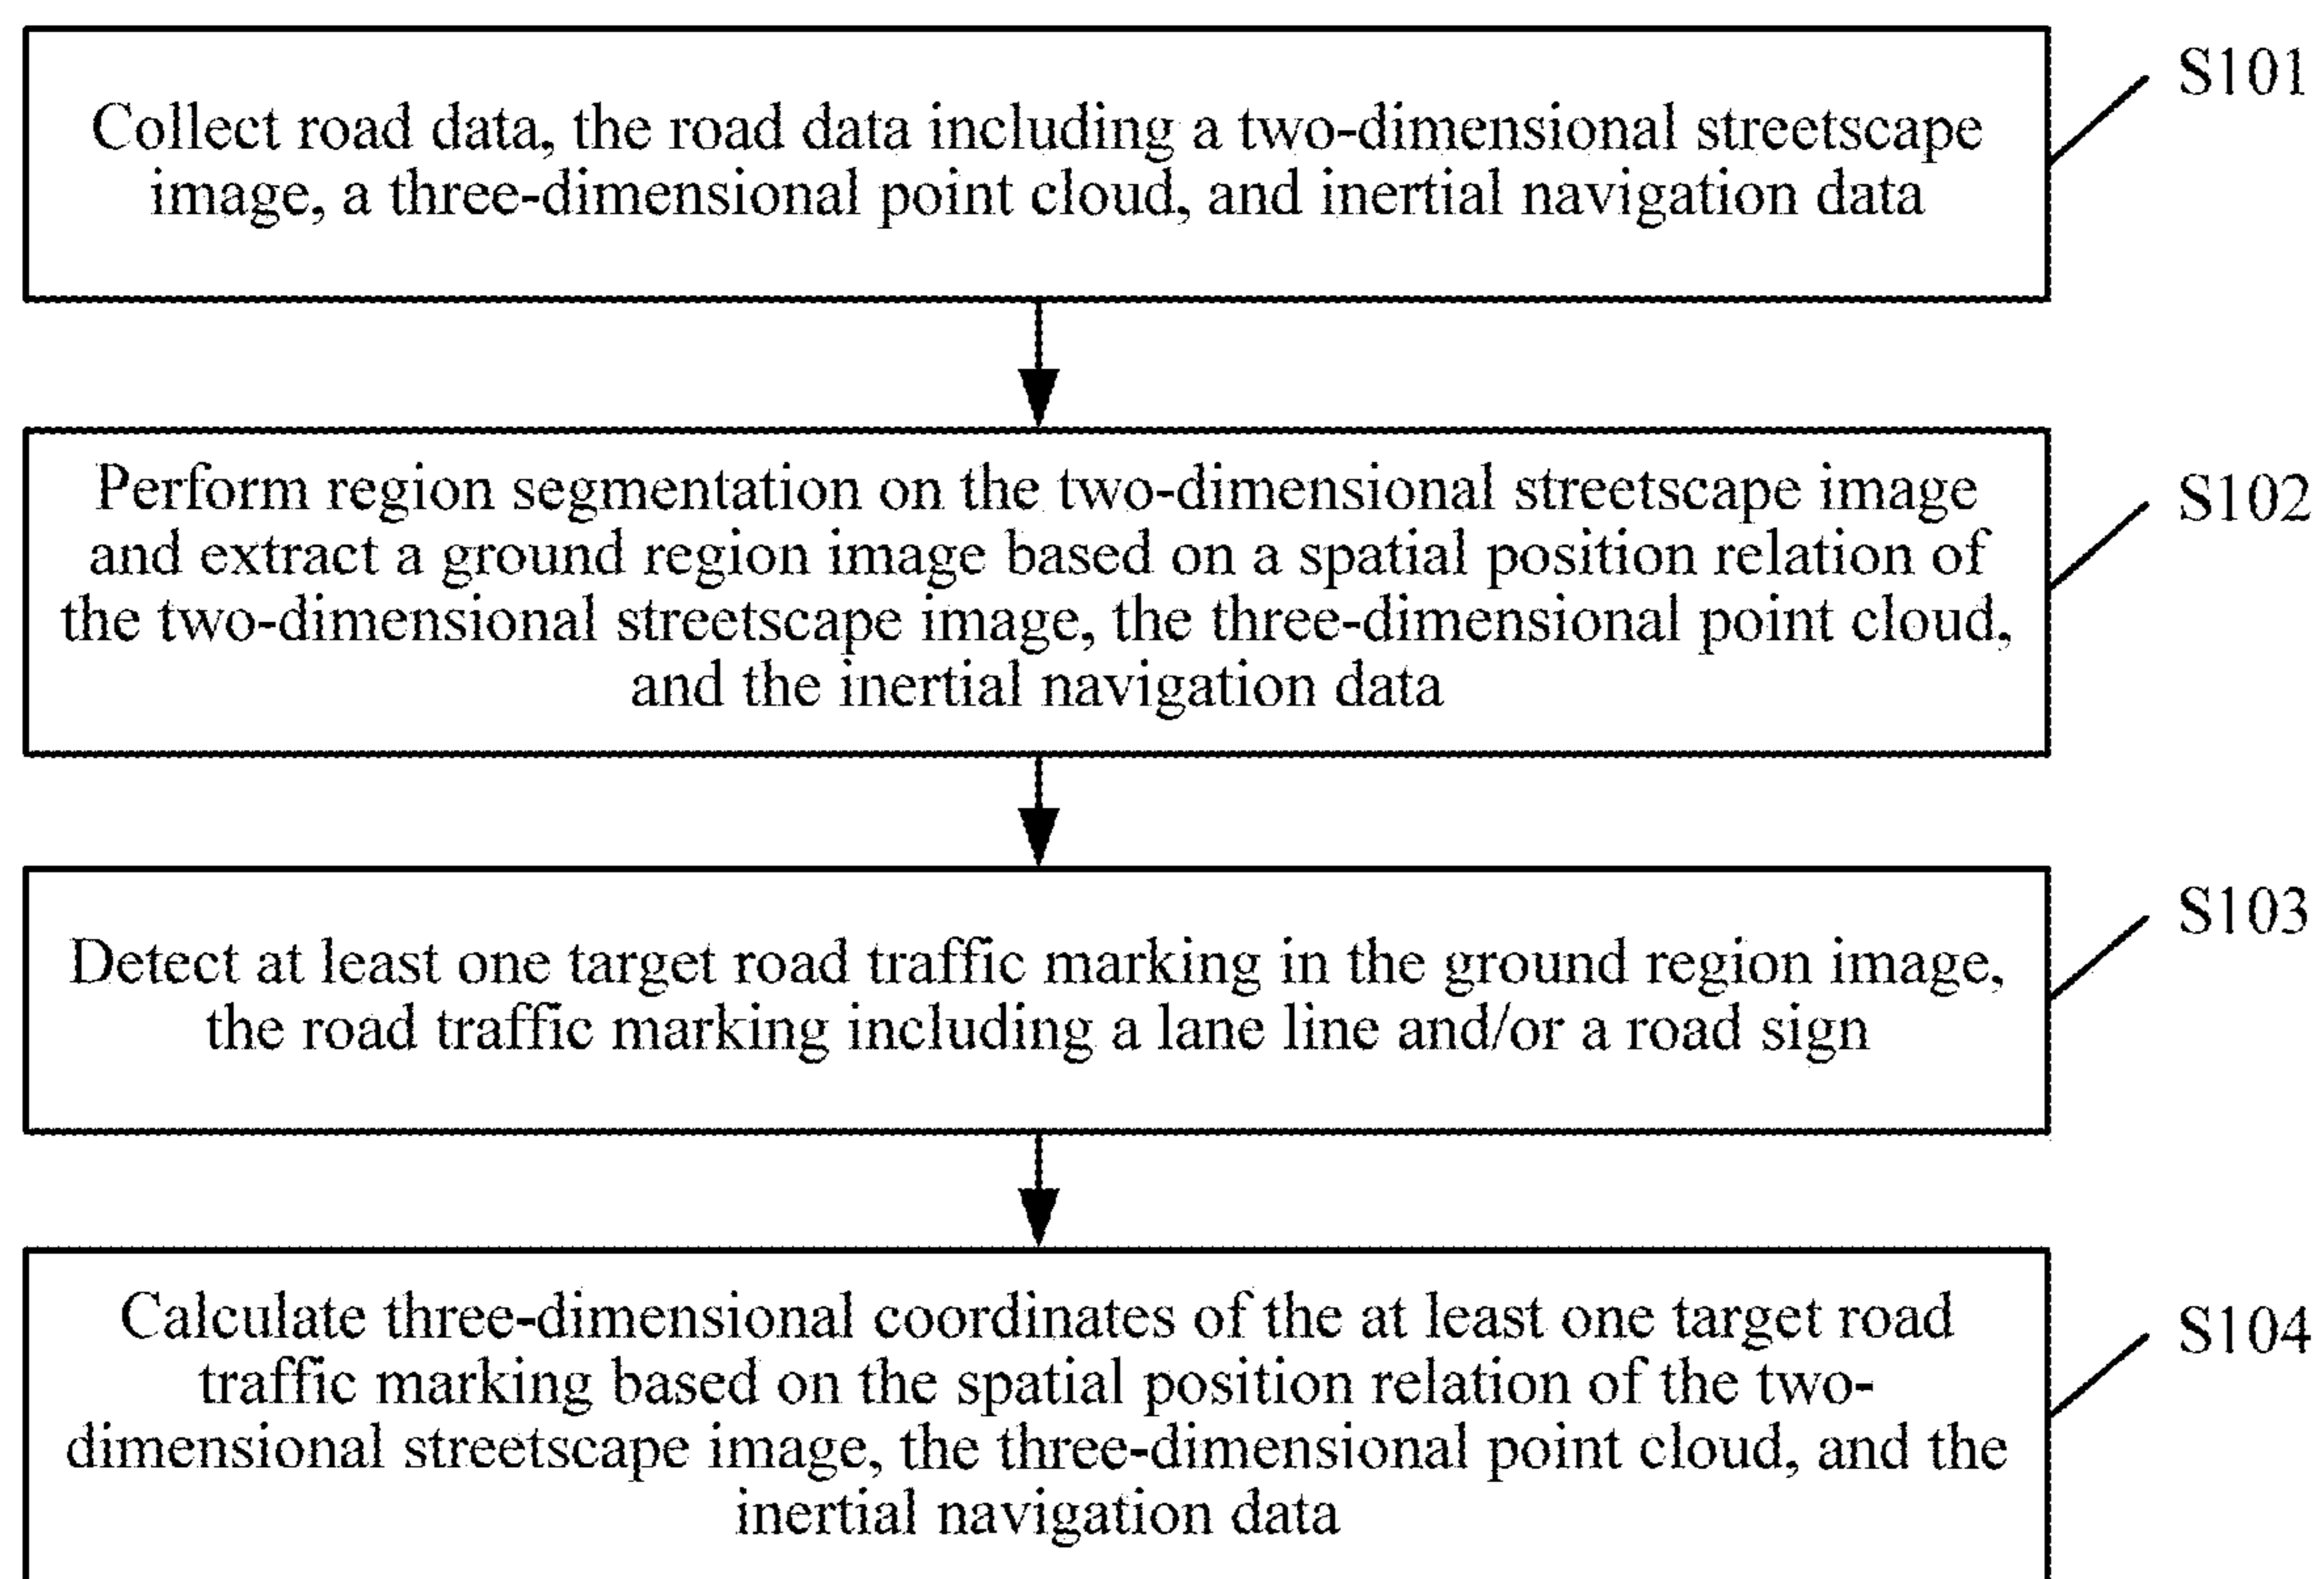 Collect road data, the road data including a two-dimensional streetscape
image, a three-dimensional point cloud, and inertial navigation data
S101
Perform region segmentation on the two-dimensional streetscape image
and extract a ground region image based on a spatial position relation of
the two-dimensional streetscape image, the three-dimensional point cloud,
and the inertial navigation data
S102
Detect at least one target road traffic marking in the ground region image,
the road traffic marking including a lane line and/or a road sign
S103
Calculate three-dimensional coordinates of the at least one target road
traffic marking based on the spatial position relation of the two-
dimensional streetscape image, the three-dimensional point cloud, and the
inertial navigation data
S104